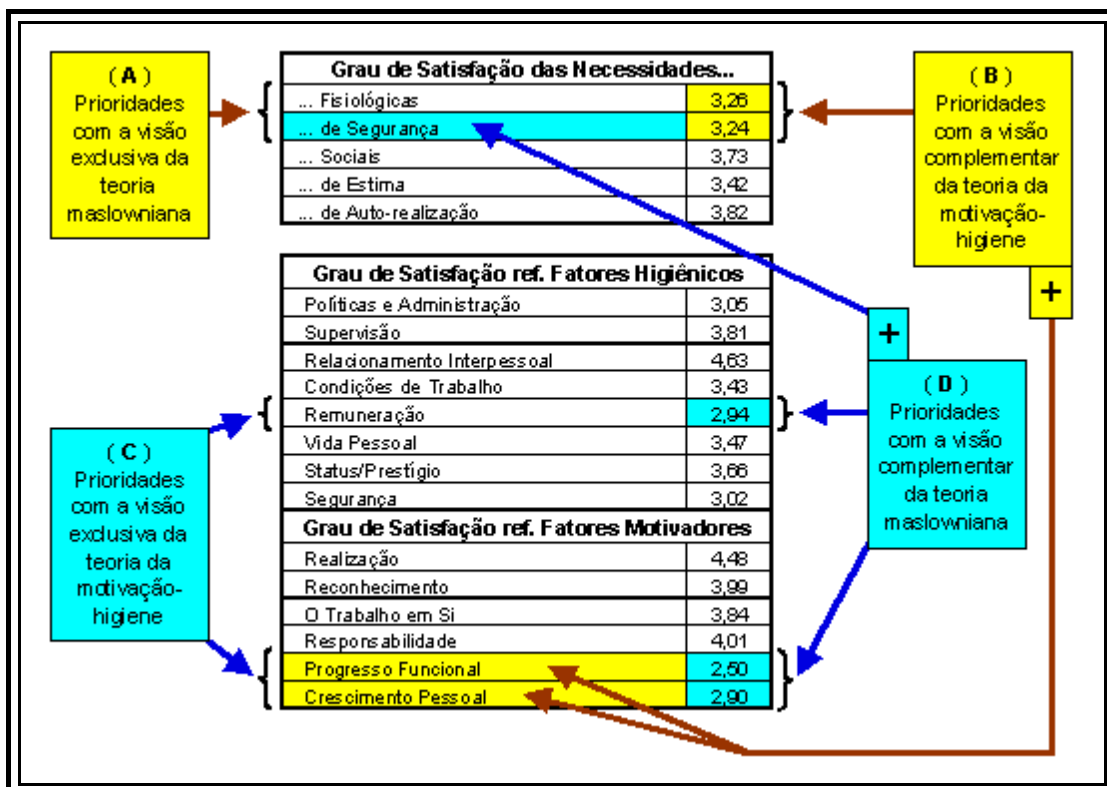 ( A )
Prioridades
com a visão
exclusiva da
teoria
maslowniana
Grau de Satisfação das Necessidades...
... Fisiológicas 3,26
... de Segurança 3,24
... Sociais 3,73
... de Estima 3,42
... de Auto-realização 3,82
( B )
Prioridades
com a visão
complementar
da teoria da
motivação-
higiene
+
Grau de Satisfação ref. Fatores Higiênicos
Políticas e Administração 3,05
Supervisão 3,81
Relacionamento Interpessoal 4,63
Condições de Trabalho 3,43
Remuneração 2,94
Vida Pessoal 3,47
Status/Prestígio 3,66
Segurança 3,02
Grau de Satisfação ref. Fatores Motivadores
Realização 4,48
Reconhecimento 3,99
O Trabalho em Si 3,84
Responsabilidade 4,01
Progresso Funcional 2,50
Crescimento Pessoal 2,90
( C )
Prioridades
com a visão
exclusiva da
teoria da
motivação-
higiene
+
( D )
Prioridades
com a visão
complementar
da teoria
maslowniana